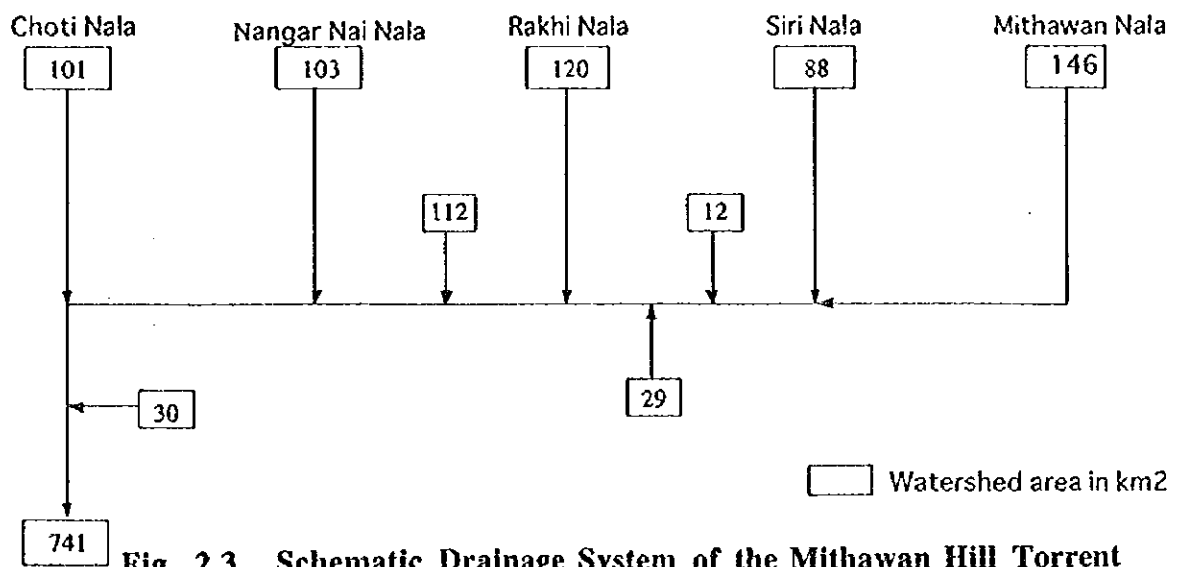 Choti Nala
Nangar Nai Nala
Rakhi Nala
Siri Nala
Mithawan Nala
101
103
120
88
146
112
12
30
29
Watershed area in km2
741
Fig. 2.3 Schematic Drainage System of the Mithawan Hill Torrent